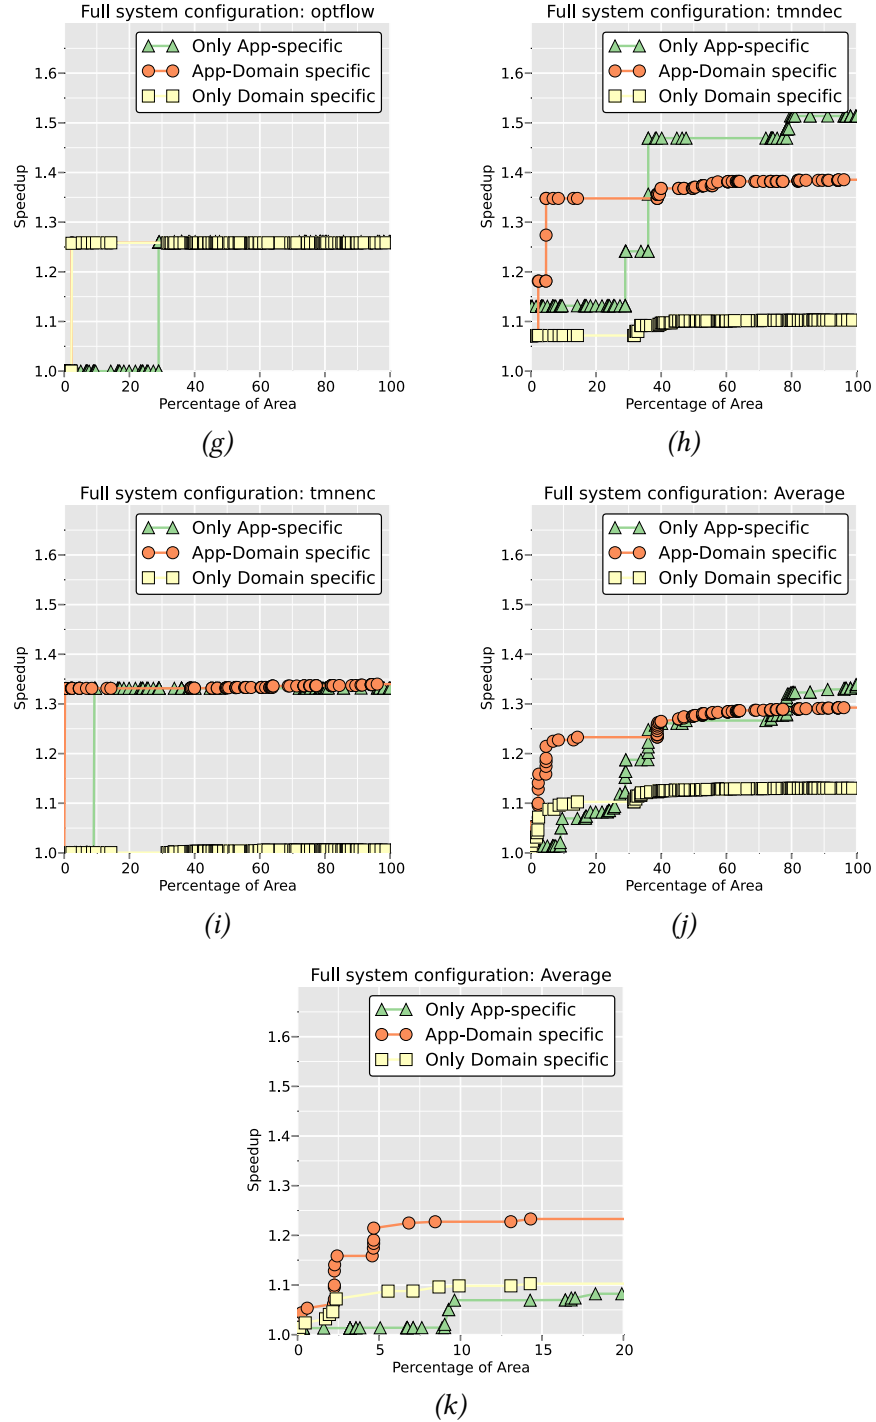 Full system configuration: optflow
Only App-specific
App-Domain specific
Only Domain specific
1.6
1.5
1.4
1.3
1.2
1.1
1.0
Speedup
0 20 40 60 80 100
Percentage of Area
(g)
Full system configuration: tmndec
Only App-specific
App-Domain specific
Only Domain specific
1.6
1.5
1.4
1.3
1.2
1.1
1.0
Speedup
0 20 40 60 80 100
Percentage of Area
(h)
Full system configuration: tmnenc
Only App-specific
App-Domain specific
Only Domain specific
1.6
1.5
1.4
1.3
1.2
1.1
1.0
Speedup
0 20 40 60 80 100
Percentage of Area
(i)
Full system configuration: Average
Only App-specific
App-Domain specific
Only Domain specific
1.6
1.5
1.4
1.3
1.2
1.1
1.0
Speedup
0 20 40 60 80 100
Percentage of Area
(j)
Full system configuration: Average
Only App-specific
App-Domain specific
Only Domain specific
1.6
1.5
1.4
1.3
1.2
1.1
1.0
Speedup
0 5 10 15 20
Percentage of Area
(k)